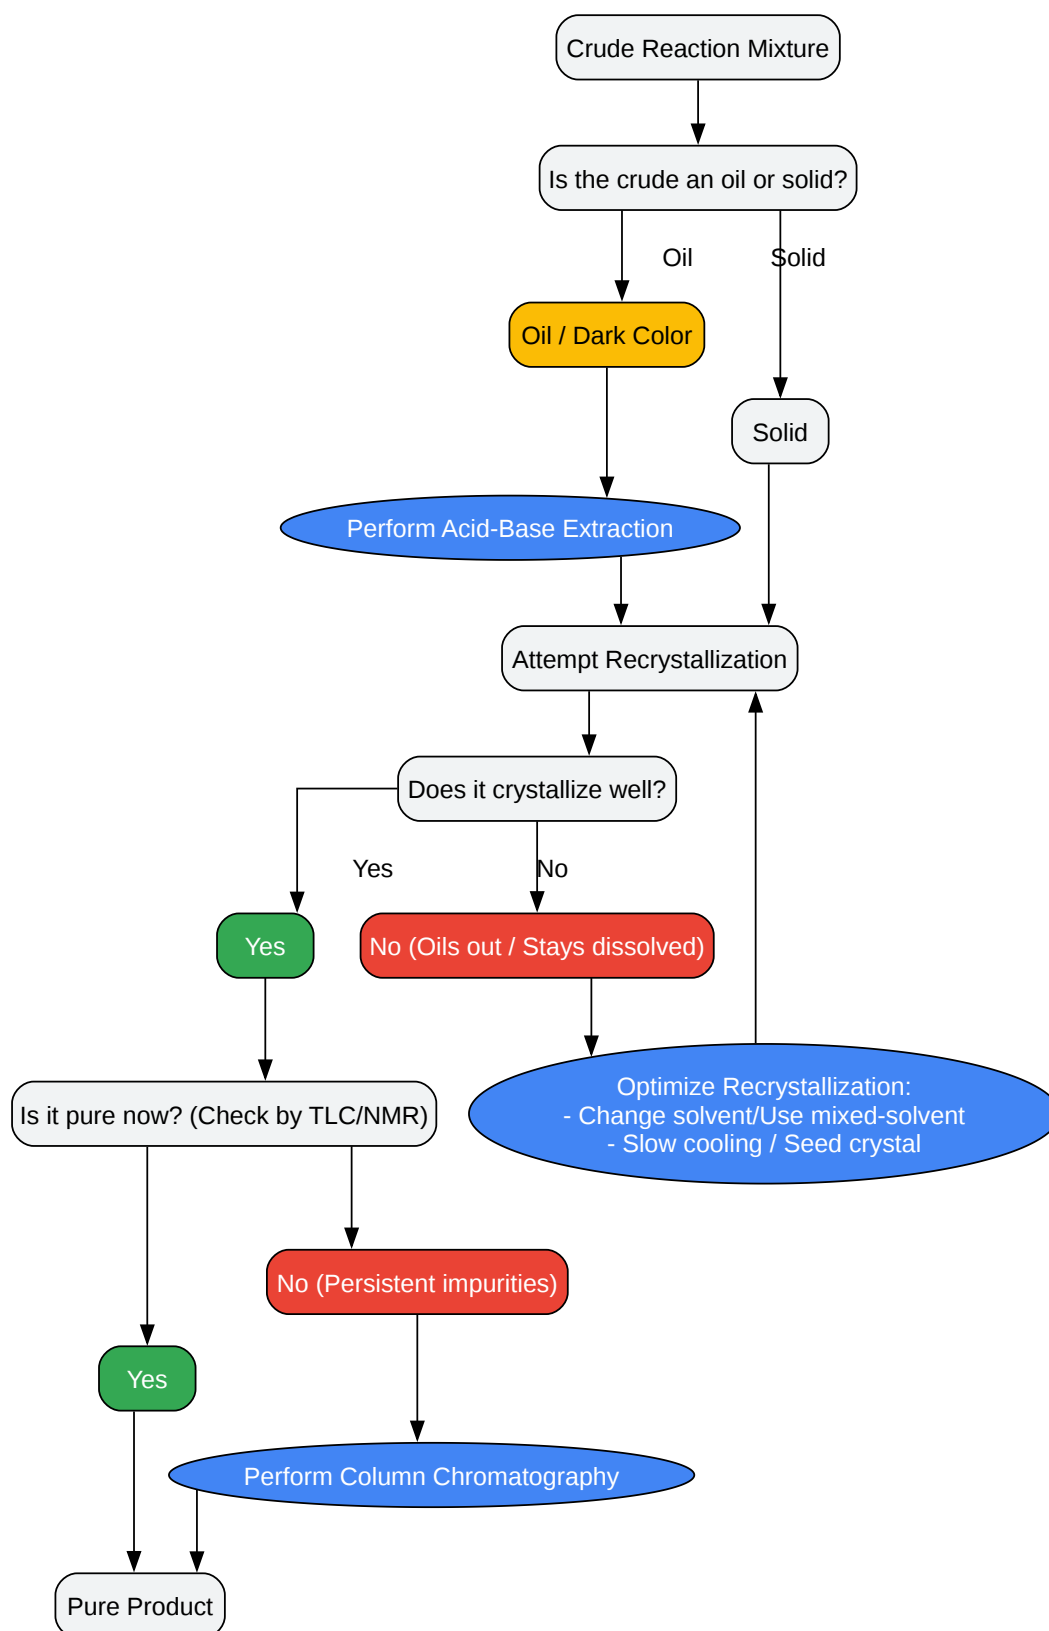 Crude Reaction Mixture
Is the crude an oil or solid?
Oil
Solid
Oil / Dark Color
Solid
Perform Acid-Base Extraction
Attempt Recrystallization
Does it crystallize well?
Yes
No
Yes
No (Oils out / Stays dissolved)
Optimize Recrystallization:
- Change solvent/Use mixed-solvent
- Slow cooling / Seed crystal
Is it pure now? (Check by TLC/NMR)
No (Persistent impurities)
Yes
Perform Column Chromatography
Pure Product